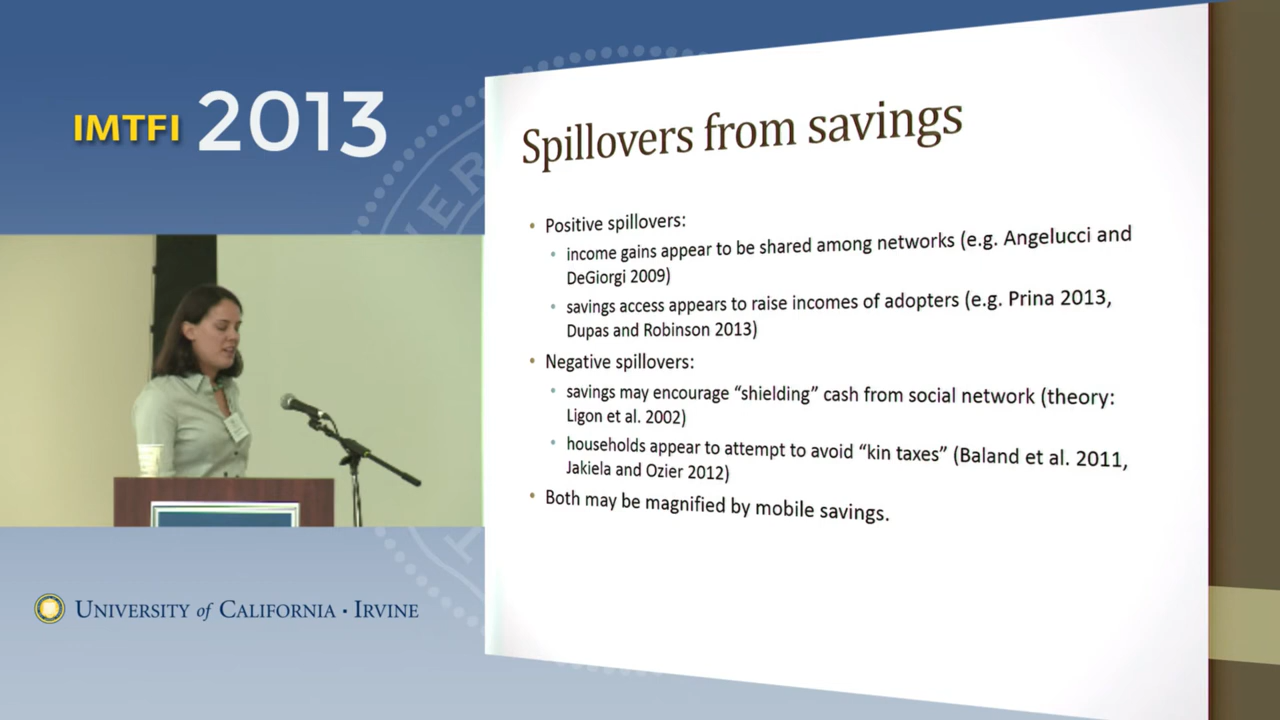 IMTFI 2013
Spillovers from savings
• Positive spillovers:
• income gains appear to be shared among networks (e.g. Angelucci and
DeGiorgi 2009)
• savings access appears to raise incomes of adopters (e.g. Prina 2013,
Dupas and Robinson 2013)
• Negative spillovers:
• savings may encourage “shielding” cash from social network (theory:
Ligon et al. 2002)
• households appear to attempt to avoid “kin taxes” (Baland et al. 2011,
Jakiela and Ozier 2012)
• Both may be magnified by mobile savings.
UNIVERSITY of CALIFORNIA · IRVINE